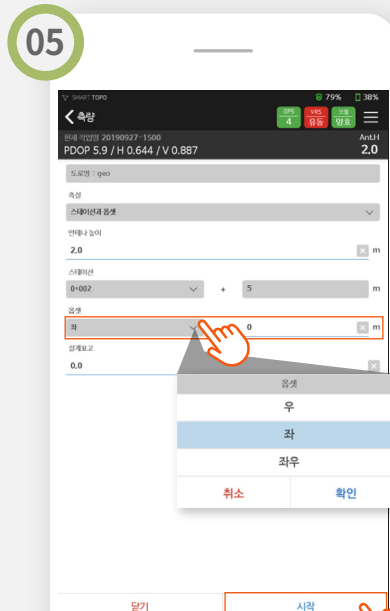 05
SMART TOPO
79% 38%
측량
GPS 4
VRS 유동
모뎀 양호
현재 작업명 20190927-1500
Ant.H
PDOP 5.9 / H 0.644 / V 0.887
2.0
도로명 : geo
측설
스테이션과 옵셋
안테나 높이
2.0 m
스테이션
0+002 + 5 m
옵셋
좌 0 m
설계표고
0.0
옵셋
우
좌
좌우
취소 확인
닫기 시작